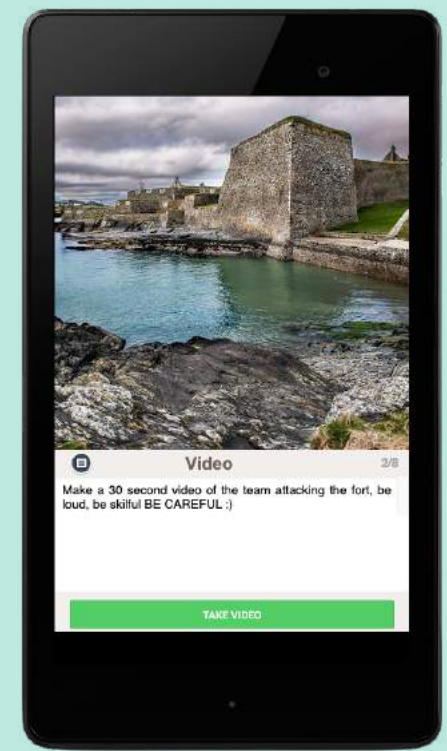 Video
2/8
Make a 30 second video of the team attacking the fort, be
loud, be skilful BE CAREFUL :)
TAKE VIDEO